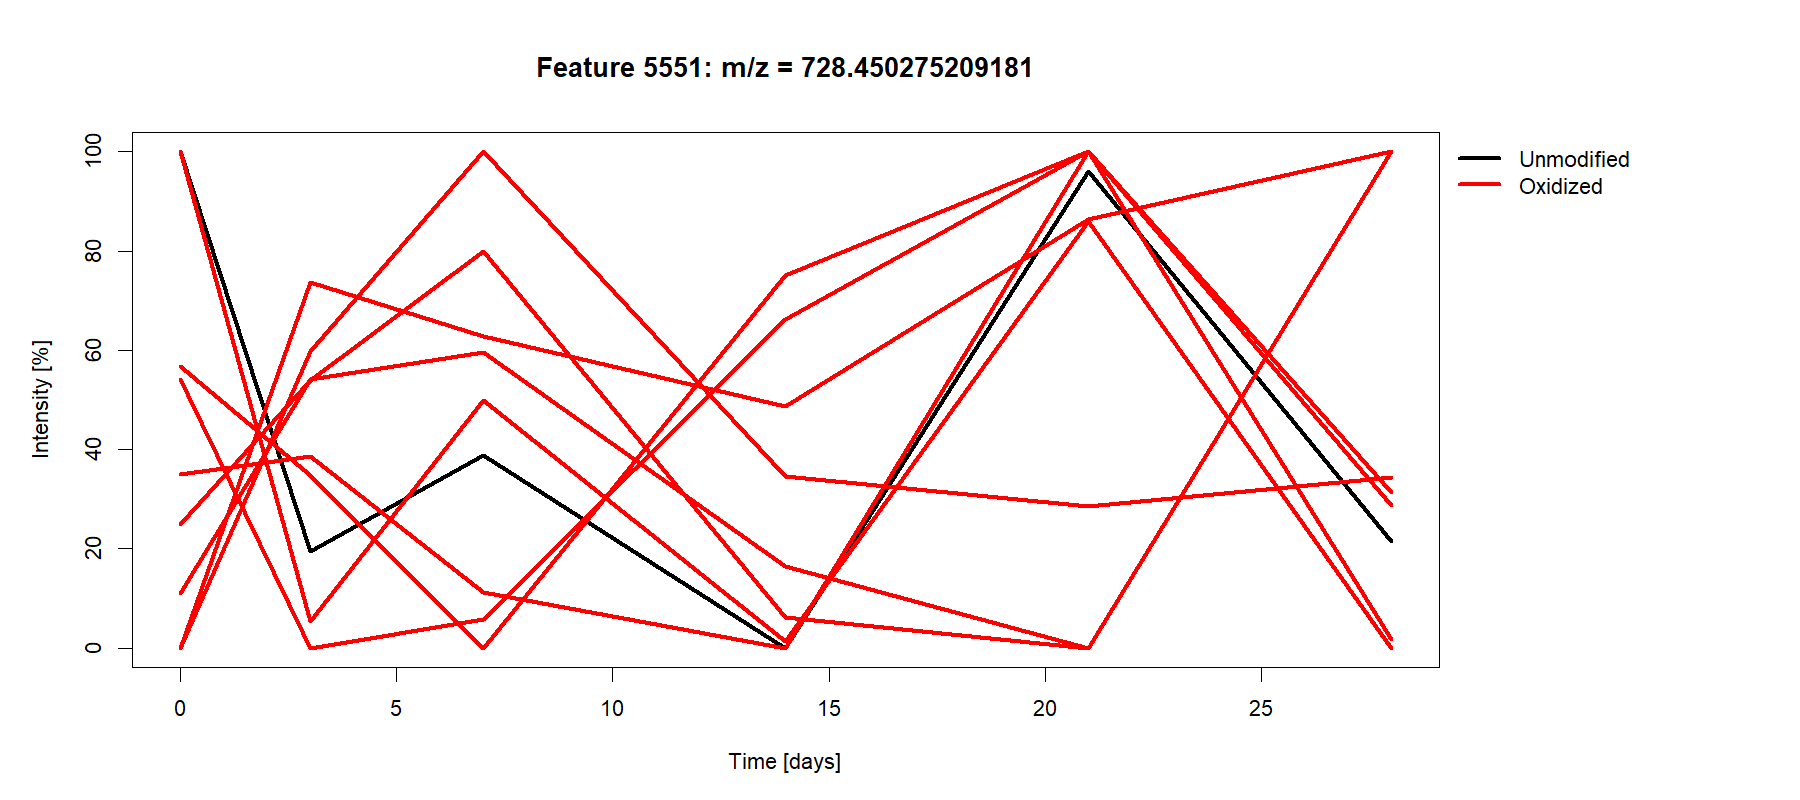 Feature 5551: m/z = 728.450275209181
Unmodified
Oxidized
Intensity [%]
100
80
60
40
20
0
0 5 10 15 20 25
Time [days]